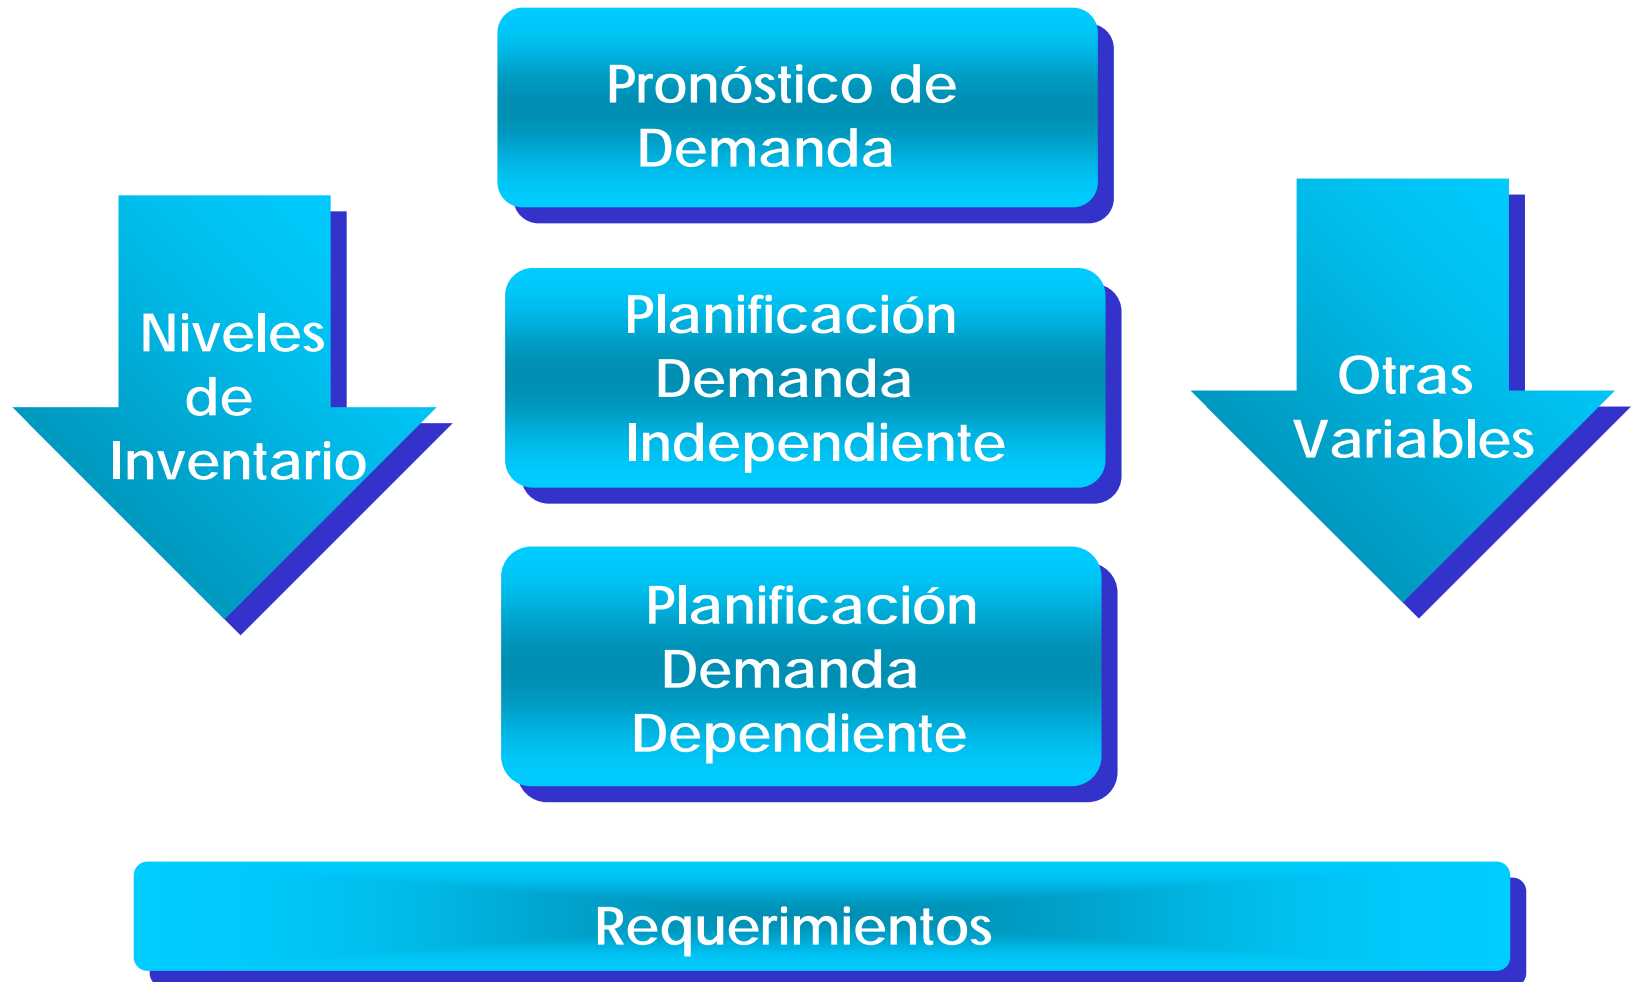 Pronóstico de
Demanda
Niveles
de
Inventario
Planificación
Demanda
Independiente
Otras
Variables
Planificación
Demanda
Dependiente
Requerimientos